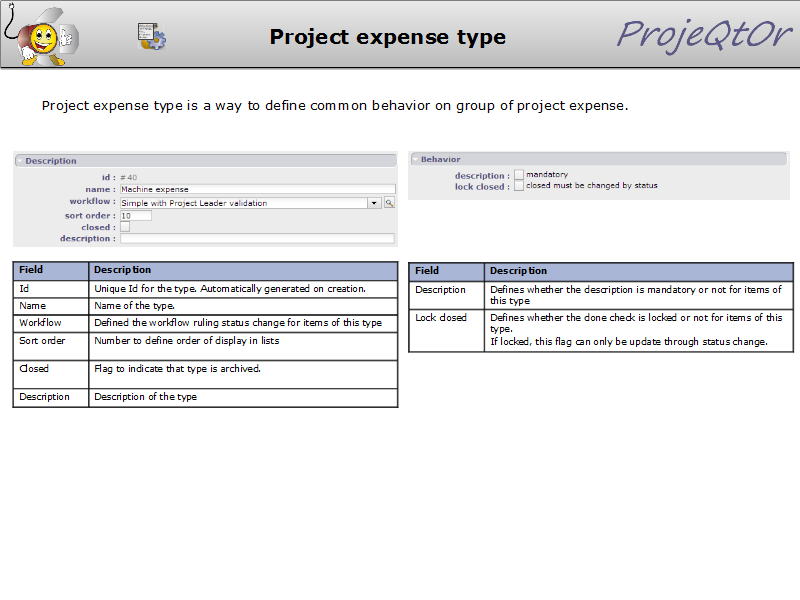 Project expense type
ProjeQtOr
Project expense type is a way to define common behavior on group of project expense.
Description
id : #40
name : Machine expense
workflow : Simple with Project Leader validation
sort order : 10
closed :
description :
Behavior
description : mandatory
lock closed : closed must be changed by status
Field Description
Id Unique Id for the type. Automatically generated on creation.
Name Name of the type.
Workflow Defined the workflow ruling status change for items of this type
Sort order Number to define order of display in lists
Closed Flag to indicate that type is archived.
Description Description of the type
Field Description
Description Defines whether the description is mandatory or not for items of
this type
Lock closed Defines whether the done check is locked or not for items of this
type.
If locked, this flag can only be update through status change.